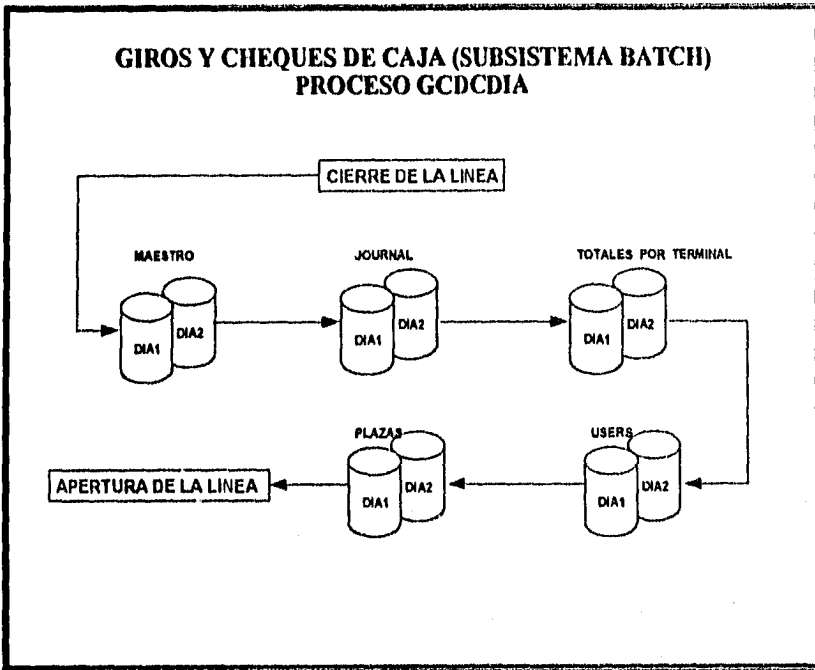 GIROS Y CHEQUES DE CAJA (SUBSISTEMA BATCH)
PROCESO GCDCDIA
CIERRE DE LA LINEA
MAESTRO
JOURNAL
TOTALES POR TERMINAL
DIA1
DIA2
DIA1
DIA2
DIA1
DIA2
PLAZAS
USERS
APERTURA DE LA LINEA
DIA1
DIA2
DIA1
DIA2